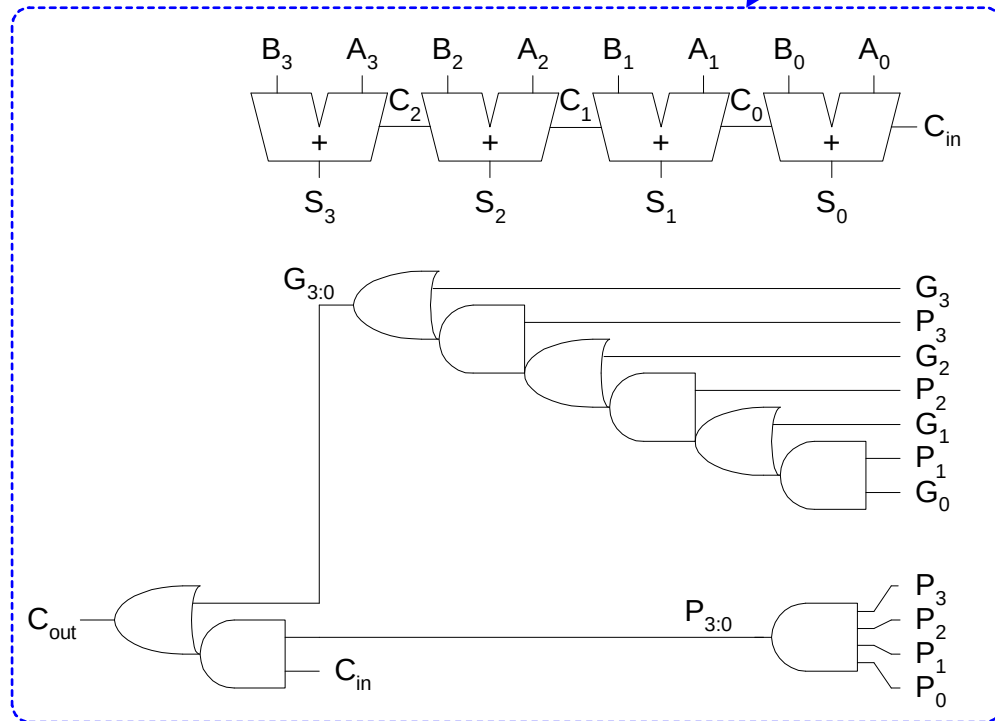 B3 A3 B2 A2 B1 A1 B0 A0
C2 C1 C0
+ + + + Cin
S3 S2 S1 S0
G3:0 G3
P3
G2
P2
G1
P1
G0
P3
Cout P3:0 P2
P1
Cin P0